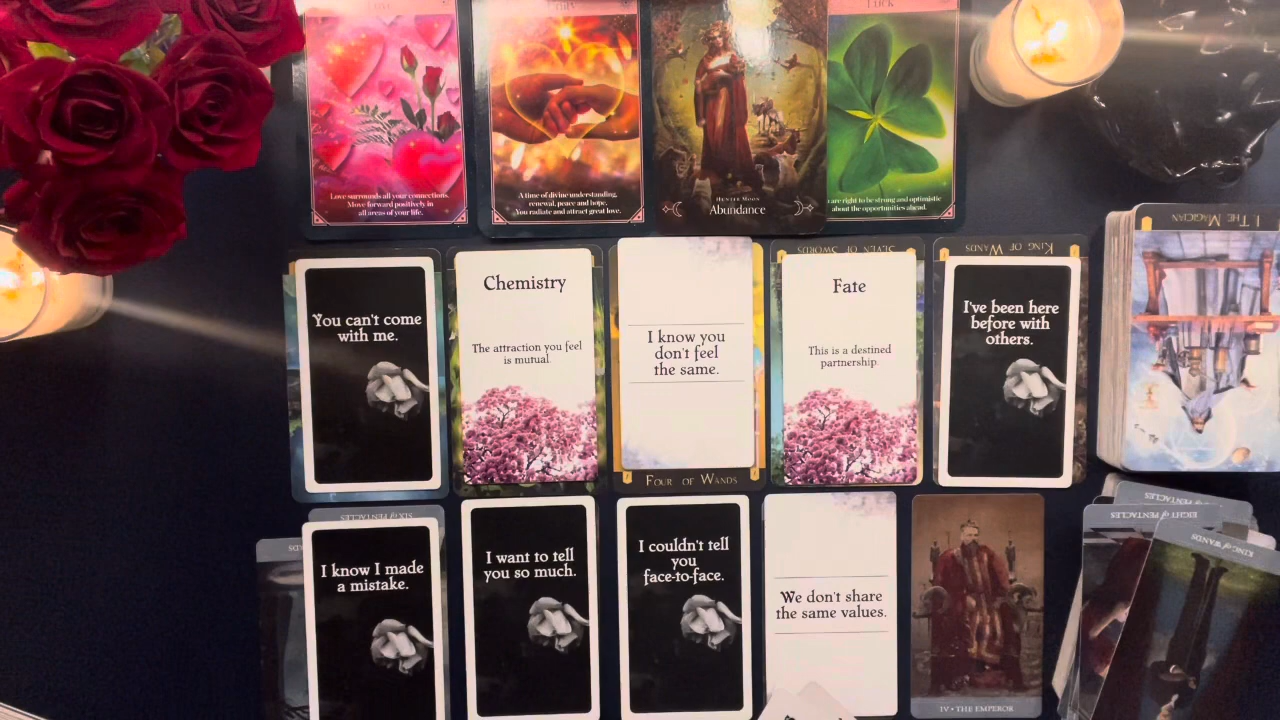 LUCK
Love surrounds all your connections.
Move forward positively in
all areas of your life.
A time of divine understanding,
renewal, peace and hope.
You radiate and attract great love.
HUNTER MOON
Abundance
are right to be strong and optimistic
about the opportunities ahead.
I. THE MAGICIAN
SEVEN OF SWORDS
KING OF WANDS
You can't come
with me.
Chemistry
The attraction you feel
is mutual.
I know you
don't feel
the same.
FOUR OF WANDS
Fate
This is a destined
partnership.
I've been here
before with
others.
SIX of PENTACLES
I know I made
a mistake.
I want to tell
you so much.
I couldn't tell
you
face-to-face.
We don't share
the same values.
IV • THE EMPEROR
EIGHT of PENTACLES
KING of WANDS